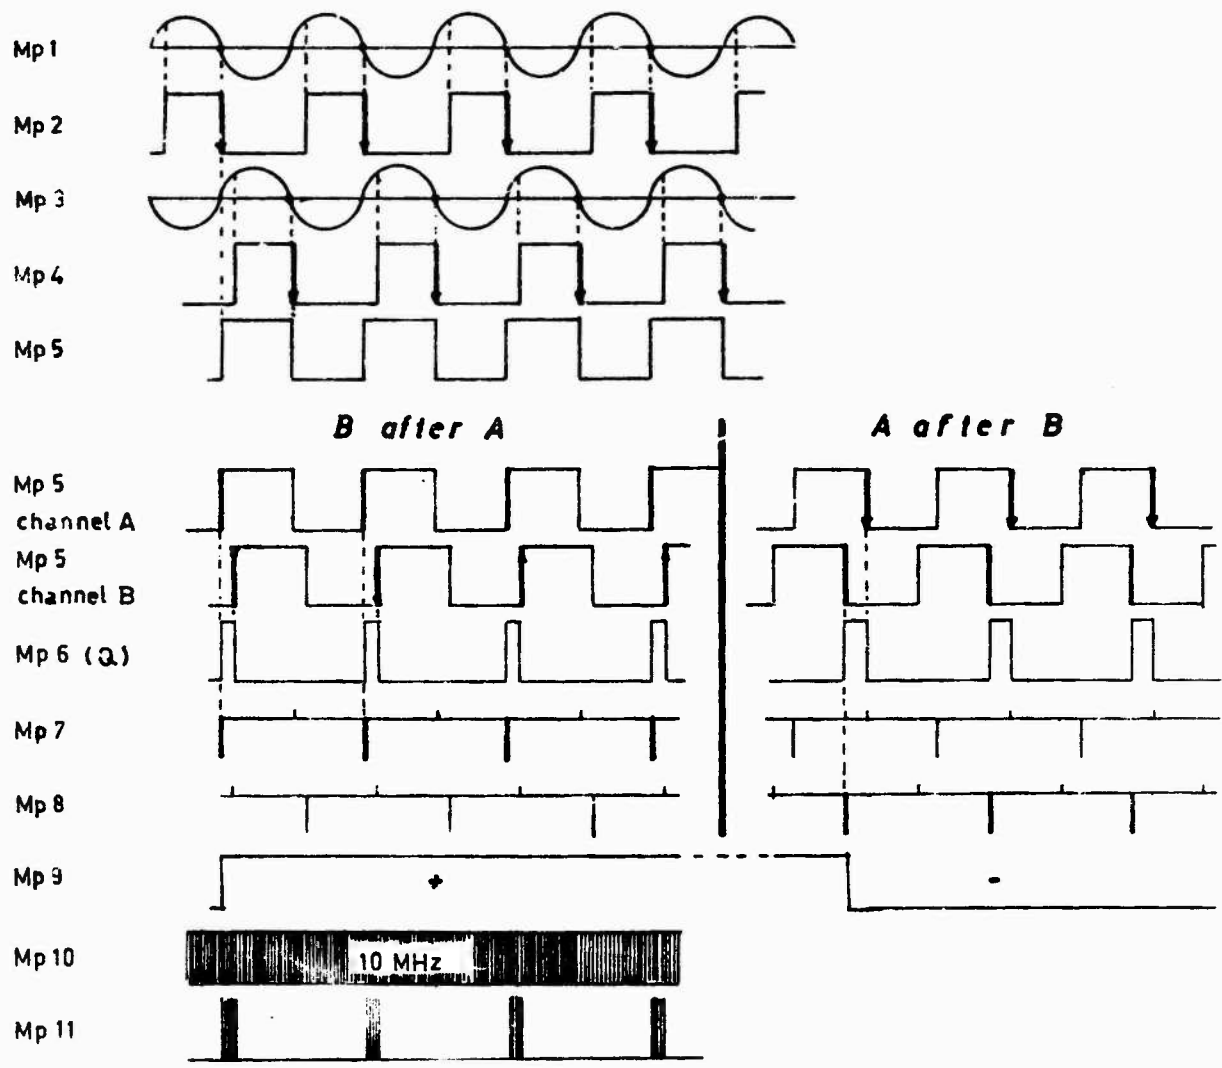 Mp 1
Mp 2
Mp 3
Mp 4
Mp 5
B after A
A after B
Mp 5
channel A
Mp 5
channel B
Mp 6 (Q)
Mp 7
Mp 8
Mp 9
+
-
Mp 10
10 MHz
Mp 11